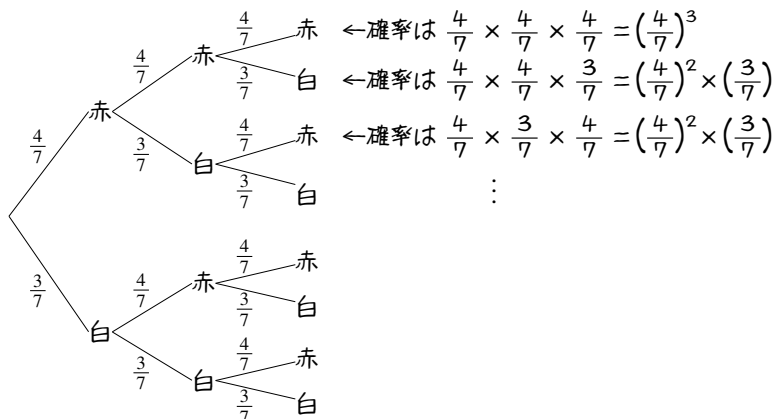 4/7 赤 ←確率は 4/7 × 4/7 × 4/7 = (4/7)^3
4/7 赤
3/7 白 ←確率は 4/7 × 4/7 × 3/7 = (4/7)^2 × (3/7)
赤
4/7 赤 ←確率は 4/7 × 3/7 × 4/7 = (4/7)^2 × (3/7)
4/7 3/7 白
3/7 白 ⋮
4/7 赤
3/7 4/7 赤
3/7 白
白
4/7 赤
3/7 白
3/7 白